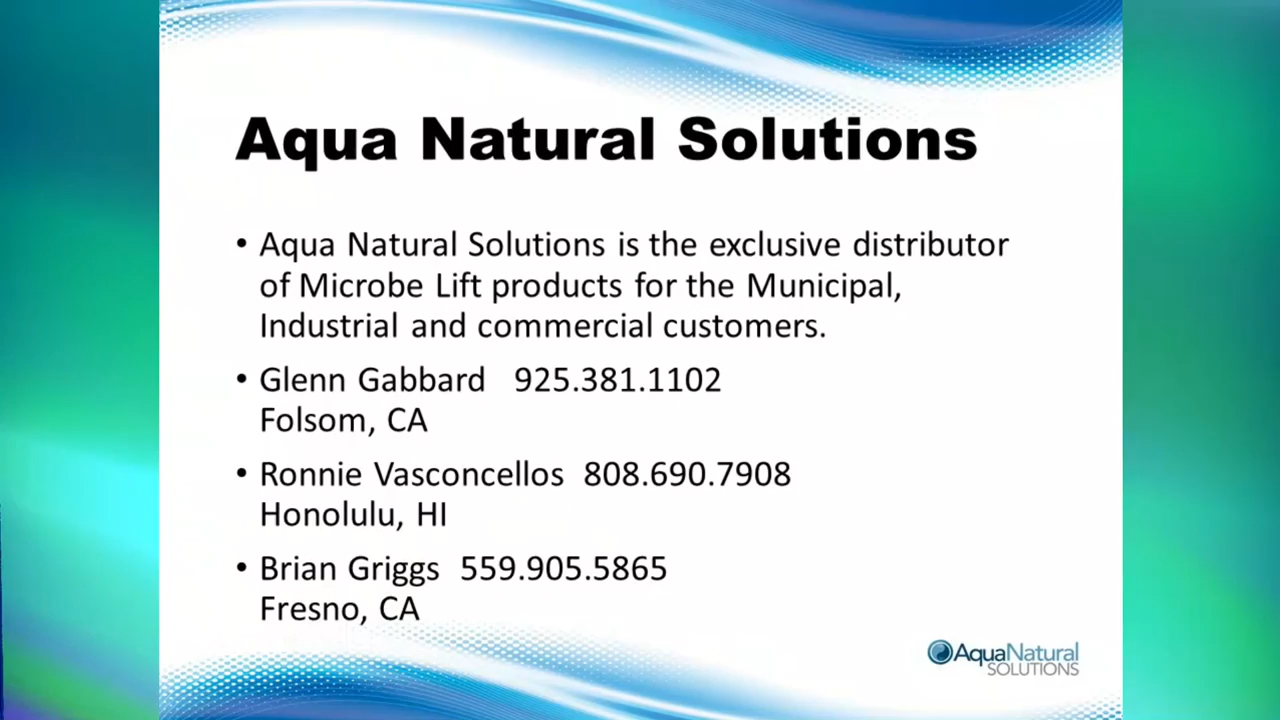 Aqua Natural Solutions
• Aqua Natural Solutions is the exclusive distributor
of Microbe Lift products for the Municipal,
Industrial and commercial customers.
• Glenn Gabbard 925.381.1102
Folsom, CA
• Ronnie Vasconcellos 808.690.7908
Honolulu, HI
• Brian Griggs 559.905.5865
Fresno, CA
AquaNatural
SOLUTIONS